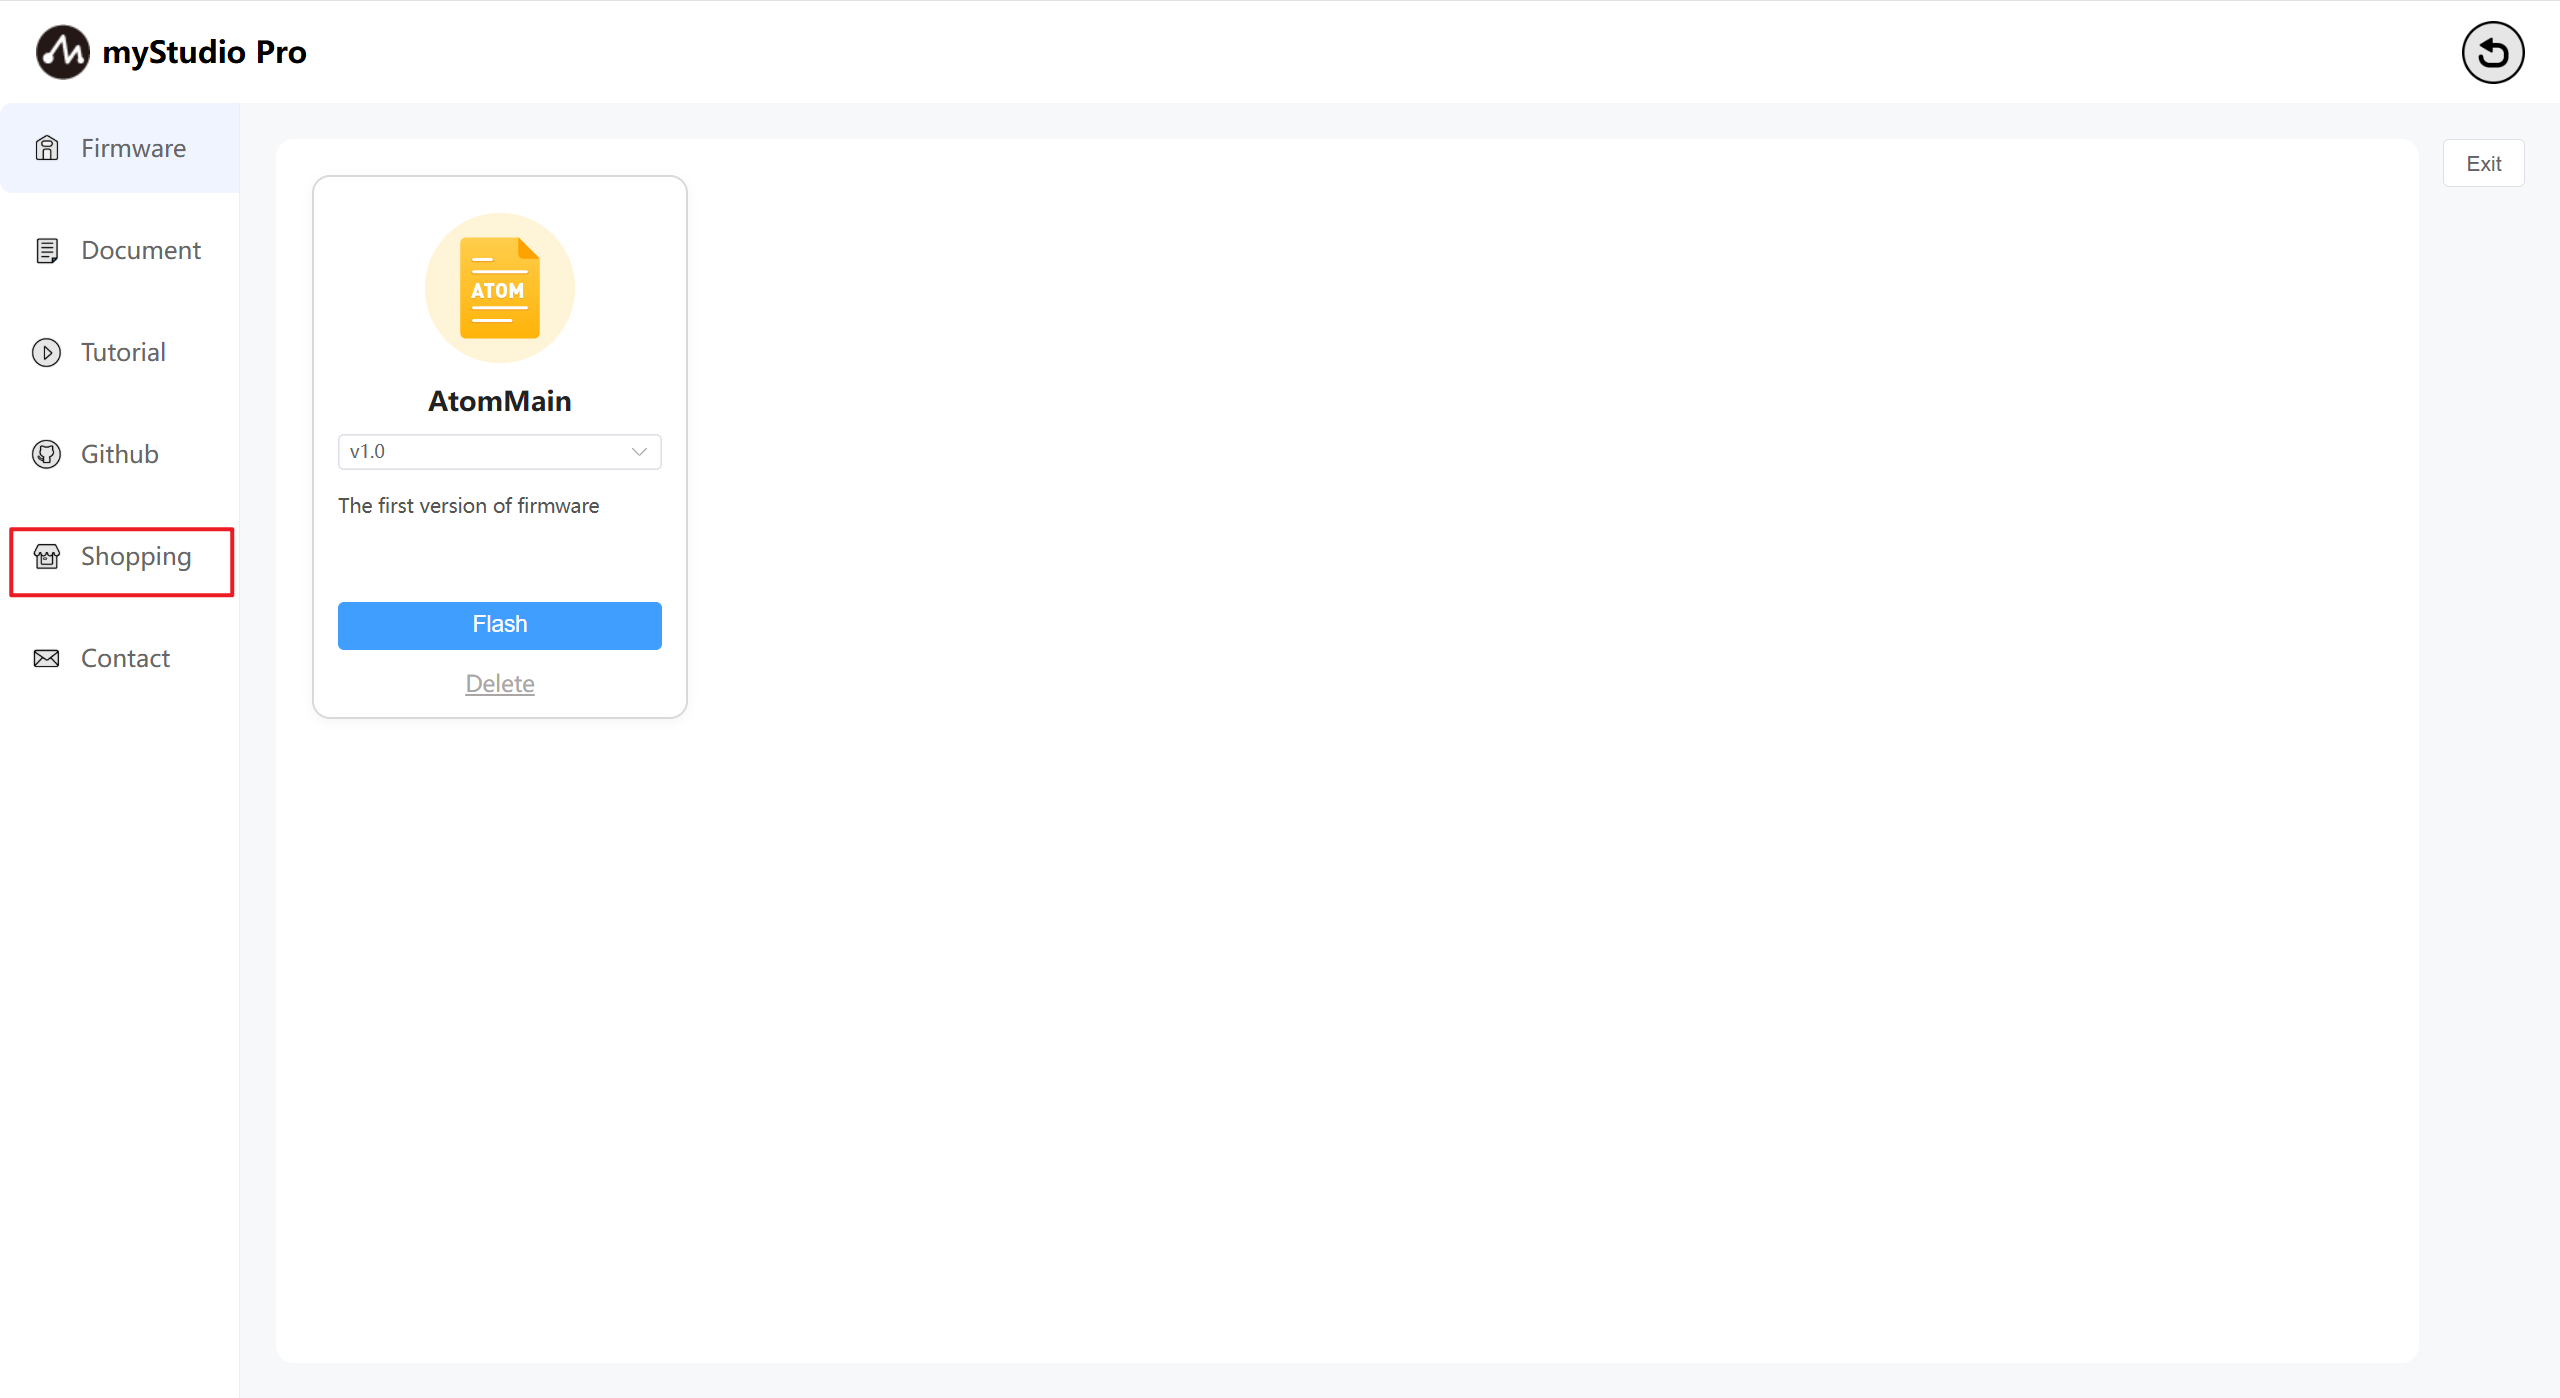 myStudio Pro
Firmware
Document
Tutorial
Github
Shopping
Contact
Exit
ATOM
AtomMain
v1.0
The first version of firmware
Flash
Delete